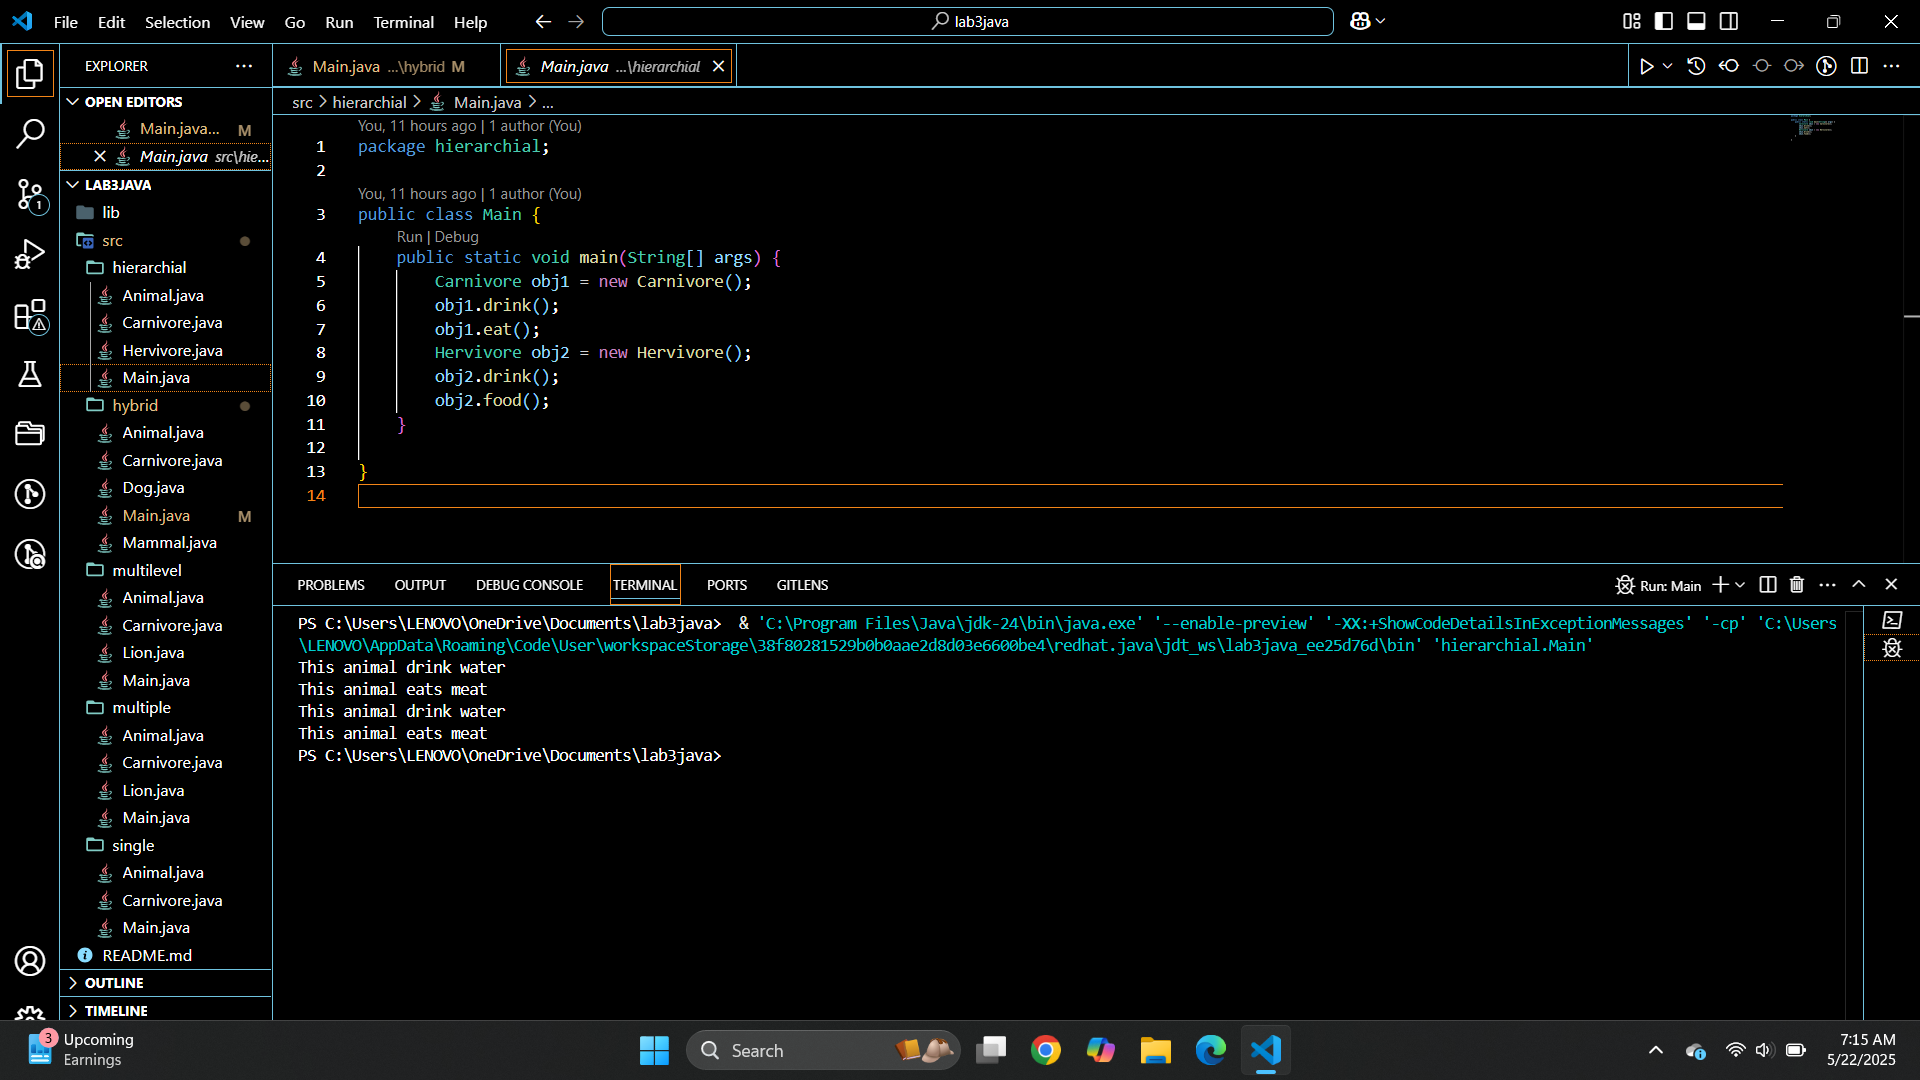 File Edit Selection View Go Run Terminal Help
lab3java
EXPLORER
OPEN EDITORS
Main.java... M
Main.java src\hie...
LAB3JAVA
lib
src
hierarchial
Animal.java
Carnivore.java
Hervivore.java
Main.java
hybrid
Animal.java
Carnivore.java
Dog.java
Main.java M
Mammal.java
multilevel
Animal.java
Carnivore.java
Lion.java
Main.java
multiple
Animal.java
Carnivore.java
Lion.java
Main.java
single
Animal.java
Carnivore.java
Main.java
README.md
OUTLINE
TIMELINE
1
Main.java ...\hybrid M
Main.java ...\hierarchial
src > hierarchial > Main.java > ...
You, 11 hours ago | 1 author (You)
1 package hierarchial;
2
You, 11 hours ago | 1 author (You)
3 public class Main {
Run | Debug
4 public static void main(String[] args) {
5 Carnivore obj1 = new Carnivore();
6 obj1.drink();
7 obj1.eat();
8 Hervivore obj2 = new Hervivore();
9 obj2.drink();
10 obj2.food();
11 }
12
13 }
14
PROBLEMS OUTPUT DEBUG CONSOLE TERMINAL PORTS GITLENS
Run: Main
PS C:\Users\LENOVO\OneDrive\Documents\lab3java> & 'C:\Program Files\Java\jdk-24\bin\java.exe' '--enable-preview' '-XX:+ShowCodeDetailsInExceptionMessages' '-cp' 'C:\Users
\LENOVO\AppData\Roaming\Code\User\workspaceStorage\38f80281529b0b0aae2d8d03e6600be4\redhat.java\jdt_ws\lab3java_ee25d76d\bin' 'hierarchial.Main'
This animal drink water
This animal eats meat
This animal drink water
This animal eats meat
PS C:\Users\LENOVO\OneDrive\Documents\lab3java>
3
Upcoming
Earnings
Search
7:15 AM
5/22/2025